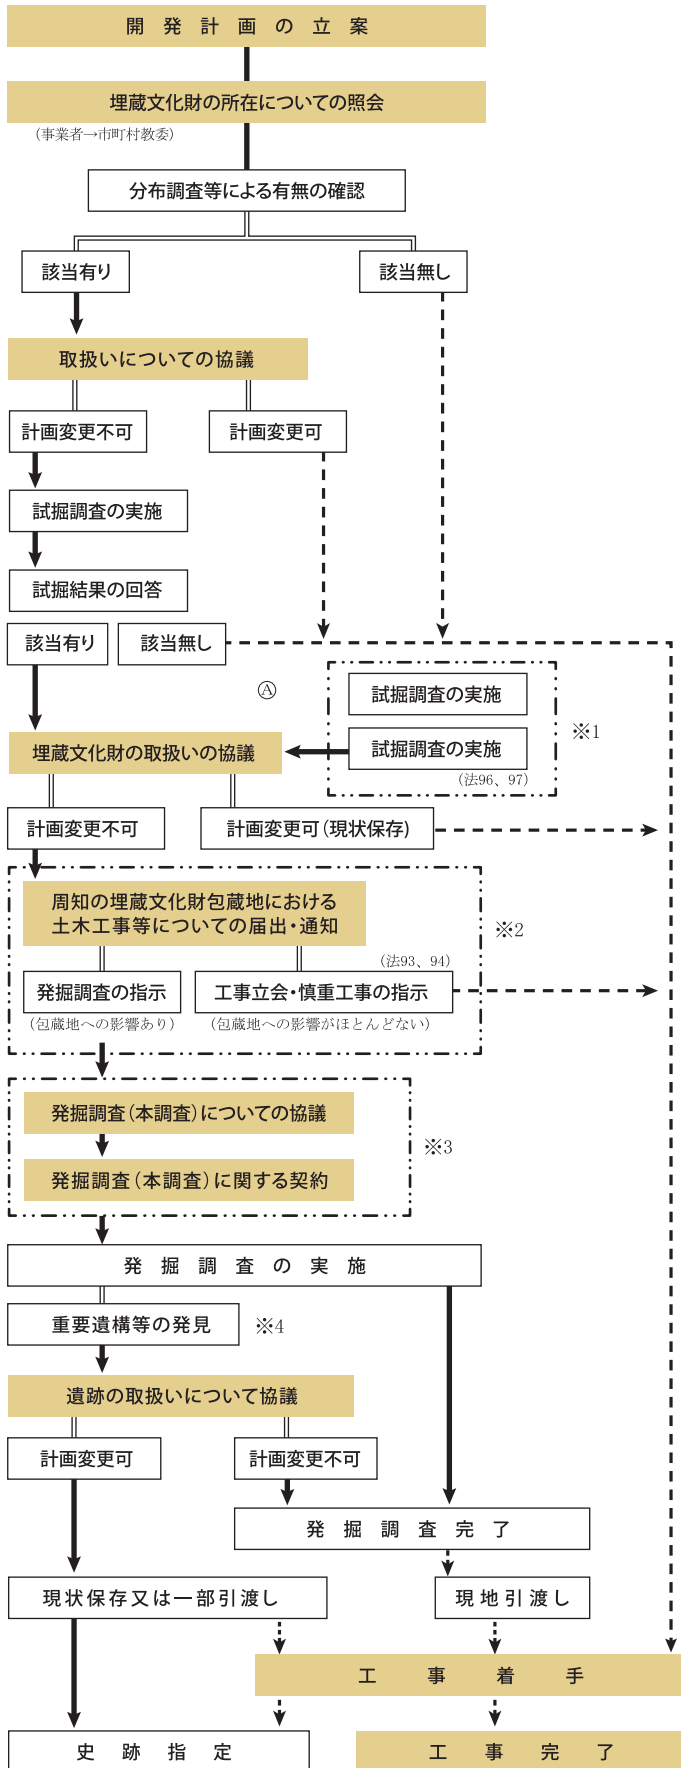 開発計画の立案
埋蔵文化財の所在についての照会
（事業者→市町村教委）
分布調査等による有無の確認
該当有り
該当無し
取扱いについての協議
計画変更不可
計画変更可
試掘調査の実施
試掘結果の回答
該当有り
該当無し
Ⓐ
試掘調査の実施
試掘調査の実施
（法96、97）
※1
埋蔵文化財の取扱いの協議
計画変更不可
計画変更可（現状保存）
周知の埋蔵文化財包蔵地における
土木工事等についての届出・通知
（法93、94）
※2
発掘調査の指示
工事立会・慎重工事の指示
（包蔵地への影響あり）
（包蔵地への影響がほとんどない）
発掘調査（本調査）についての協議
※3
発掘調査（本調査）に関する契約
発掘調査の実施
重要遺構等の発見
※4
遺跡の取扱いについて協議
計画変更可
計画変更不可
発掘調査完了
現状保存又は一部引渡し
現地引渡し
工事着手
史跡指定
工事完了